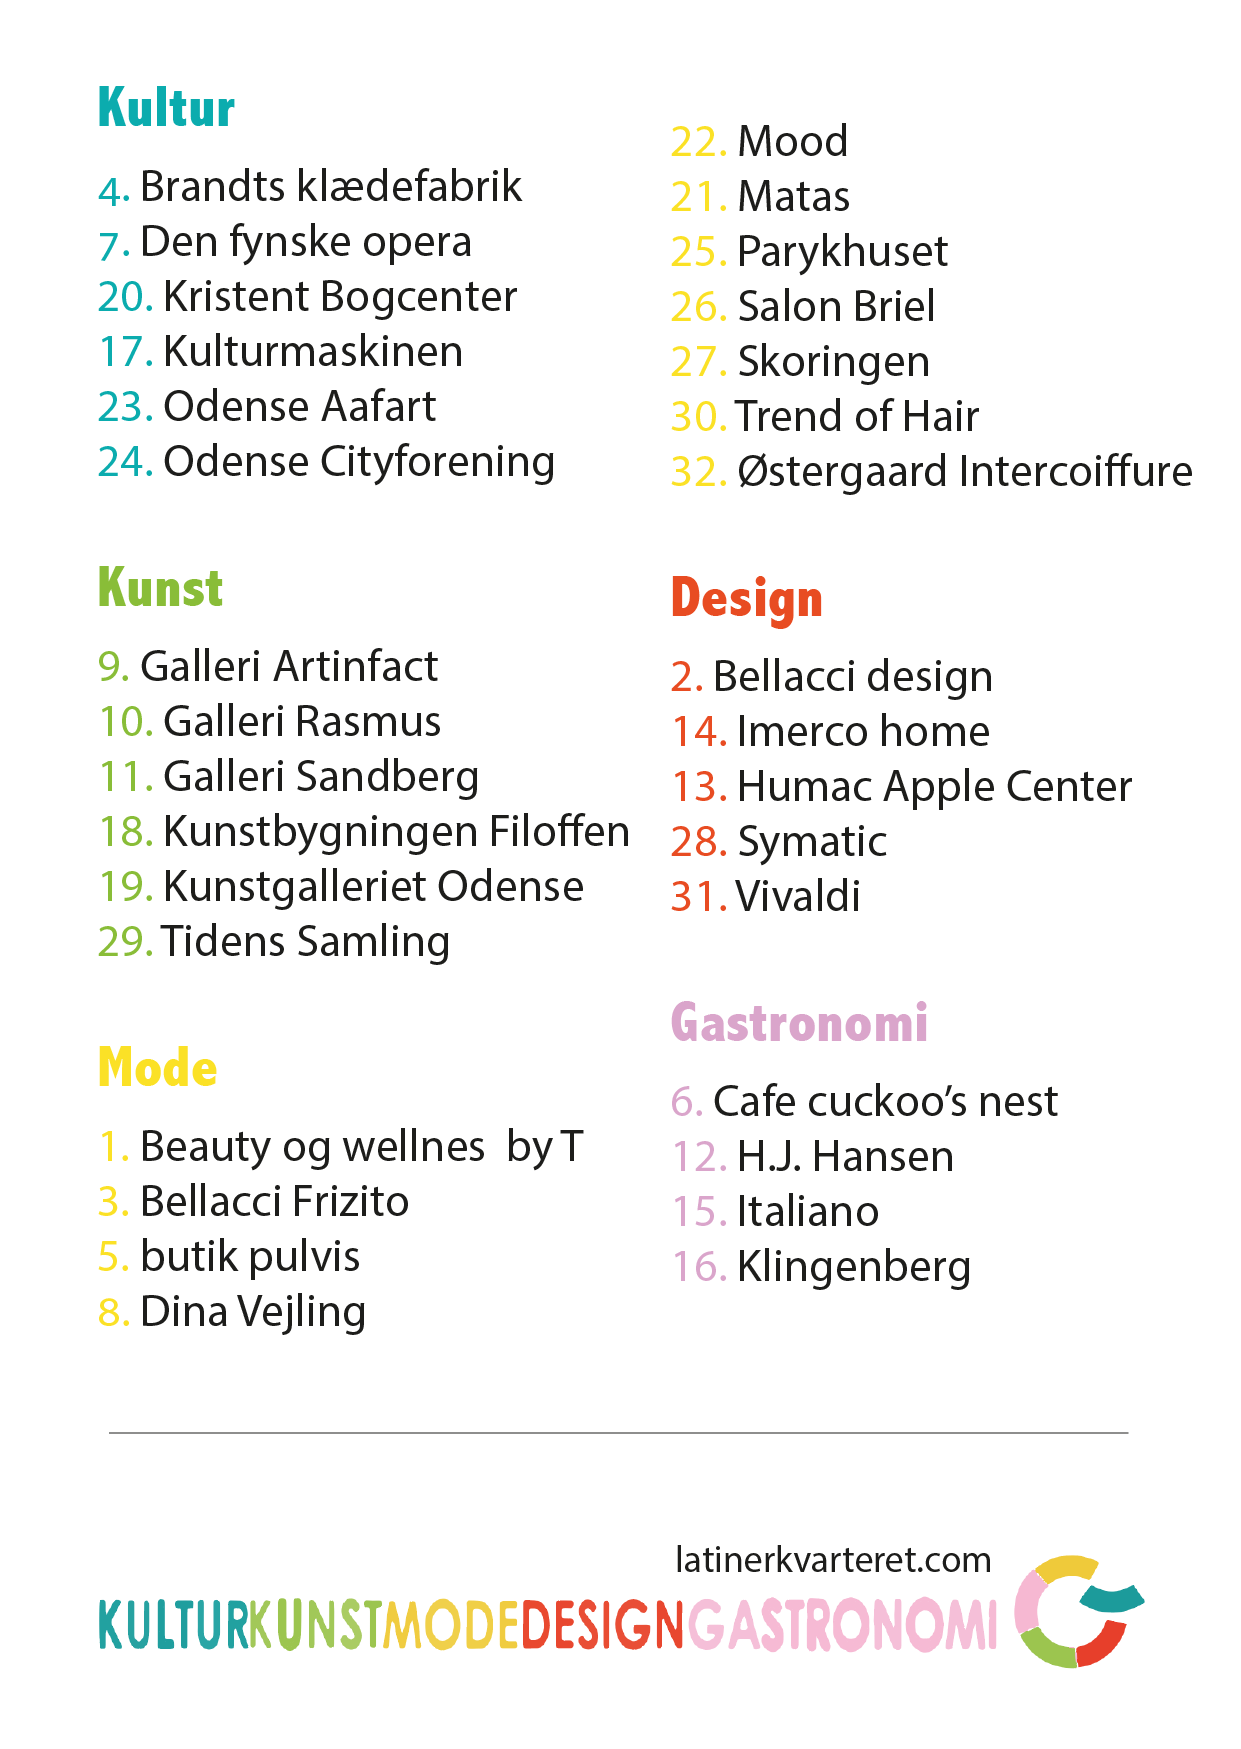 Kultur
4. Brandts klædefabrik
7. Den fynske opera
20. Kristent Bogcenter
17. Kulturmaskinen
23. Odense Aafart
24. Odense Cityforening
Kunst
9. Galleri Artinfact
10. Galleri Rasmus
11. Galleri Sandberg
18. Kunstbygningen Filoffen
19. Kunstgalleriet Odense
29. Tidens Samling
Mode
1. Beauty og wellnes  by T
3. Bellacci Frizito
5. butik pulvis
8. Dina Vejling
22. Mood
21. Matas
25. Parykhuset
26. Salon Briel
27. Skoringen
30. Trend of Hair
32. Østergaard Intercoiffure
Design
2. Bellacci design
14. Imerco home
13. Humac Apple Center
28. Symatic
31. Vivaldi
Gastronomi
6. Cafe cuckoo’s nest
12. H.J. Hansen
15. Italiano
16. Klingenberg
latinerkvarteret.com
KULTURKUNSTMODEDESIGNGASTRONOMI